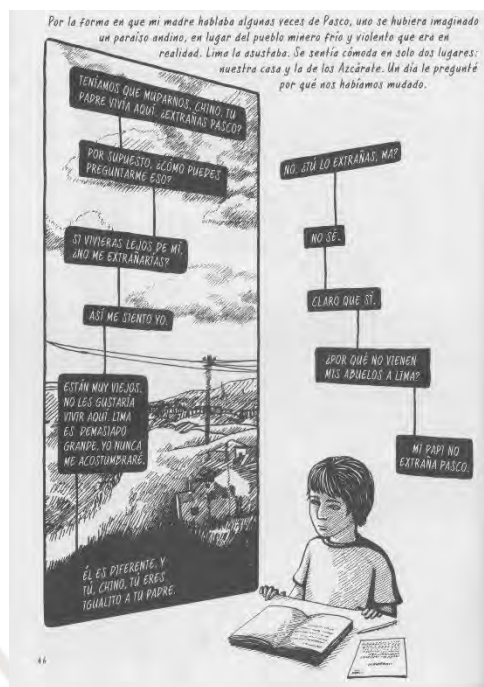 Por la forma en que mi madre hablaba algunas veces de Pasco, uno se hubiera imaginado
un paraíso andino, en lugar del pueblo minero frío y violento que era en
realidad. Lima la asustaba. Se sentía cómoda en solo dos lugares:
nuestra casa y la de los Azcárate. Un día le pregunté
por qué nos habíamos mudado.
TENÍAMOS QUE MUDARNOS, CHINO, TU
PADRE VIVÍA AQUÍ. ¿EXTRAÑAS PASCO?
NO. ¿TÚ LO EXTRAÑAS, MA?
POR SUPUESTO, ¿CÓMO PUEDES
PREGUNTARME ESO?
SI VIVIERAS LEJOS DE MÍ,
¿NO ME EXTRAÑARÍAS?
NO SÉ.
ASÍ ME SIENTO YO.
CLARO QUE SÍ.
¿POR QUÉ NO VIENEN
MIS ABUELOS A LIMA?
ESTÁN MUY VIEJOS.
NO LES GUSTARÍA
VIVIR AQUÍ. LIMA
ES DEMASIADO
GRANDE. YO NUNCA
ME ACOSTUMBRARÉ.
MI PAPI NO
EXTRAÑA PASCO.
ÉL ES DIFERENTE. Y
TÚ, CHINO, TÚ ERES
IGUALITO A TU PADRE.